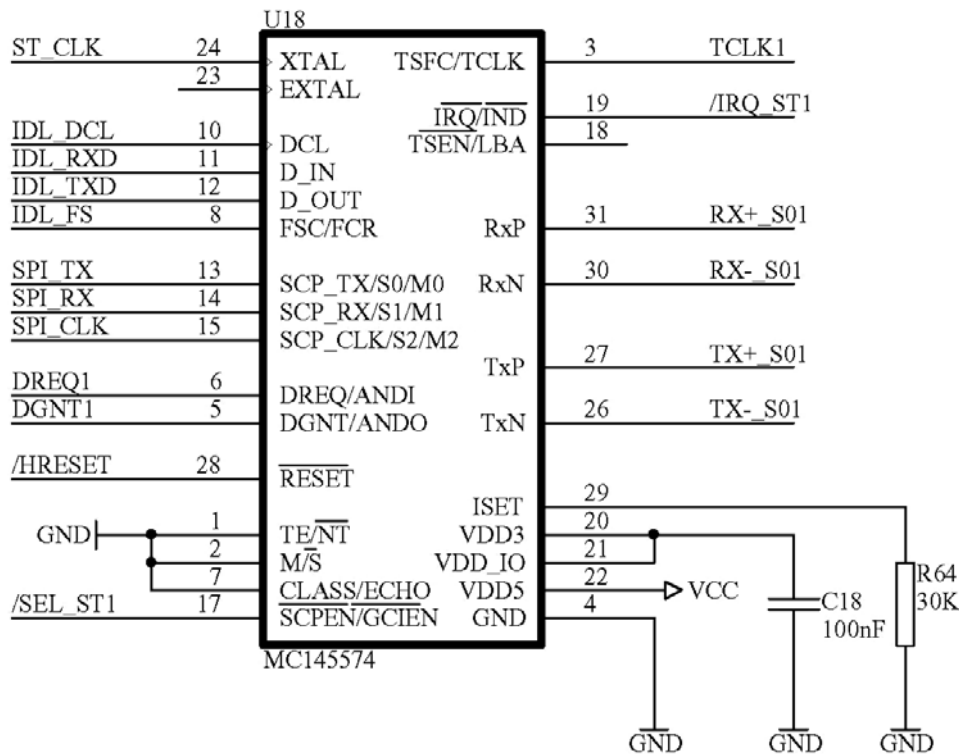 U18
ST_CLK 24 XTAL TSFC/TCLK 3 TCLK1
23 EXTAL
IRQ/IND 19 /IRQ_ST1
IDL_DCL 10 DCL TSEN/LBA 18
IDL_RXD 11 D_IN
IDL_TXD 12 D_OUT
IDL_FS 8 FSC/FCR RxP 31 RX+_S01
SPI_TX 13 SCP_TX/S0/M0 RxN 30 RX-_S01
SPI_RX 14 SCP_RX/S1/M1
SPI_CLK 15 SCP_CLK/S2/M2
TxP 27 TX+_S01
DREQ1 6 DREQ/ANDI
DGNT1 5 DGNT/ANDO TxN 26 TX-_S01
/HRESET 28 RESET
ISET 29
GND 1 TE/NT VDD3 20
2 M/S VDD_IO 21
7 CLASS/ECHO VDD5 22 VCC
/SEL_ST1 17 SCPEN/GCIEN GND 4
C18
100nF
R64
30K
MC145574
GND GND GND